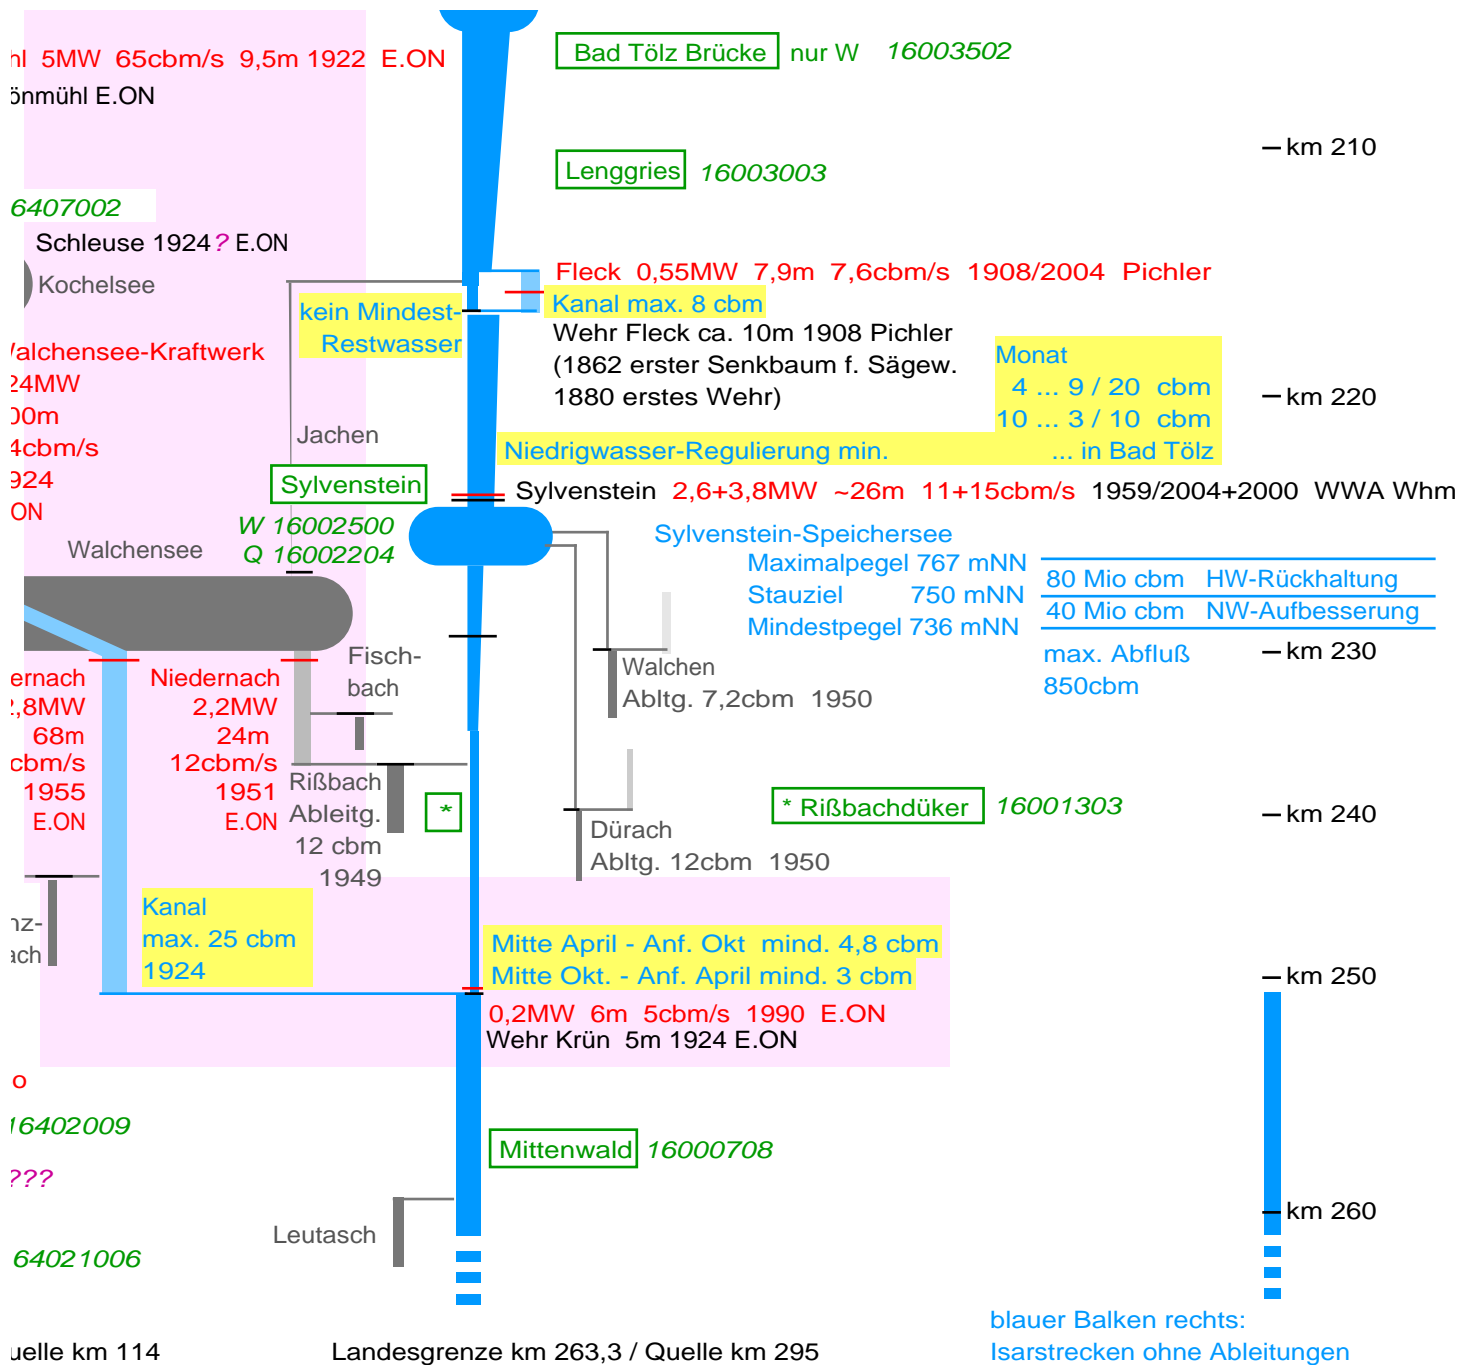 5MW 65cbm/s 9,5m 1922 E.ON
E.ON
Bad Tölz Brücke nur W 16003502
km 210
Lenggries 16003003
6407002
Schleuse 1924? E.ON
Kochelsee
Fleck 0,55MW 7,9m 7,6cbm/s 1908/2004 Pichler
Kanal max. 8 cbm
kein Mindest-
Restwasser
Wehr Fleck ca. 10m 1908 Pichler
(1862 erster Senkbaum f. Sägew.
1880 erstes Wehr)
Monat
4 ... 9 / 20 cbm
10 ... 3 / 10 cbm
Niedrigwasser-Regulierung min. ... in Bad Tölz
km 220
alchensee-Kraftwerk
24MW
00m
4cbm/s
924
ON
Jachen
Sylvenstein
W 16002500
Q 16002204
Sylvenstein 2,6+3,8MW ~26m 11+15cbm/s 1959/2004+2000 WWA Whm
Walchensee
Sylvenstein-Speichersee
Maximalpegel 767 mNN
Stauziel 750 mNN
Mindestpegel 736 mNN
80 Mio cbm HW-Rückhaltung
40 Mio cbm NW-Aufbesserung
max. Abfluß
850cbm
km 230
ernach
2,8MW
68m
cbm/s
1955
E.ON
Niedernach
2,2MW
24m
12cbm/s
1951
E.ON
Fisch-
bach
Walchen
Abltg. 7,2cbm 1950
Rißbach
Ableitg.
12 cbm
1949
*
Dürach
Abltg. 12cbm 1950
* Rißbachdüker 16001303
km 240
nz-
ach
Kanal
max. 25 cbm
1924
Mitte April - Anf. Okt mind. 4,8 cbm
Mitte Okt. - Anf. April mind. 3 cbm
km 250
0,2MW 6m 5cbm/s 1990 E.ON
Wehr Krün 5m 1924 E.ON
o
16402009
Mittenwald 16000708
???
km 260
Leutasch
64021006
blauer Balken rechts:
Isarstrecken ohne Ableitungen
uelle km 114
Landesgrenze km 263,3 / Quelle km 295